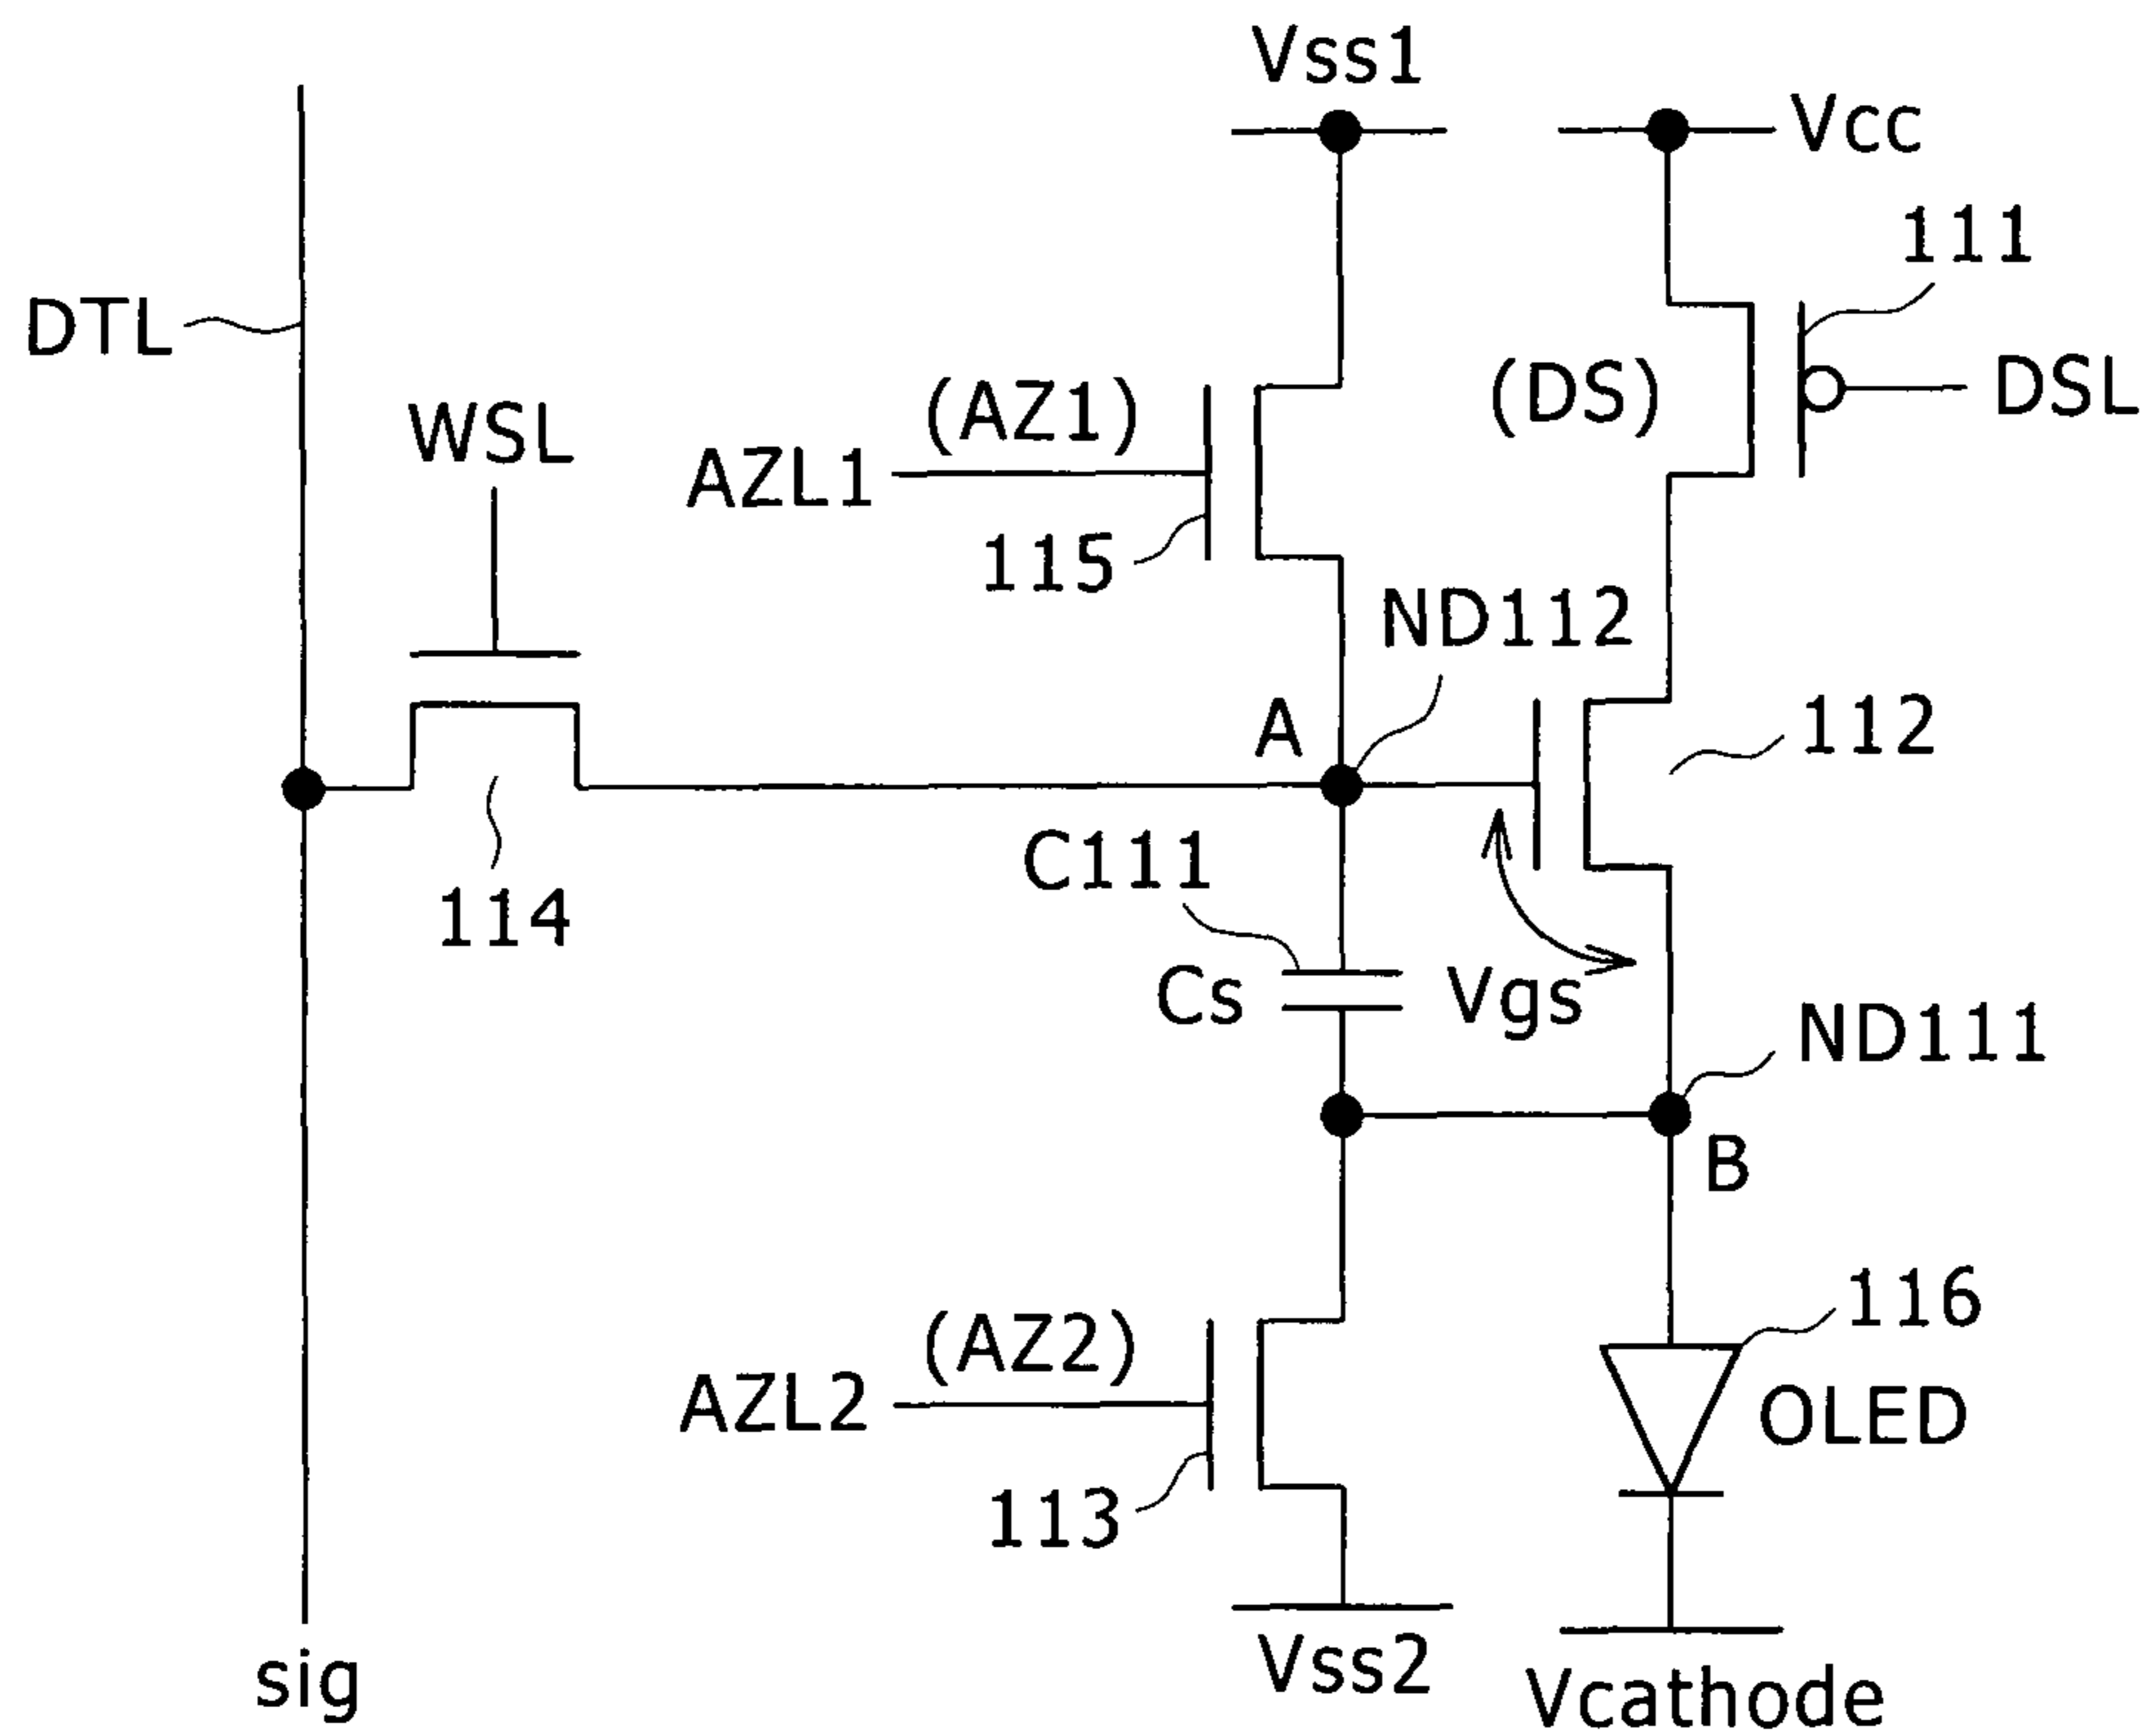 Vss1
Vcc
111
DTL
(AZ1)
(DS)
DSL
WSL
AZL1
115
ND112
A
112
C111
114
Cs
Vgs
ND111
B
116
(AZ2)
AZL2
OLED
113
sig
Vss2
Vcathode